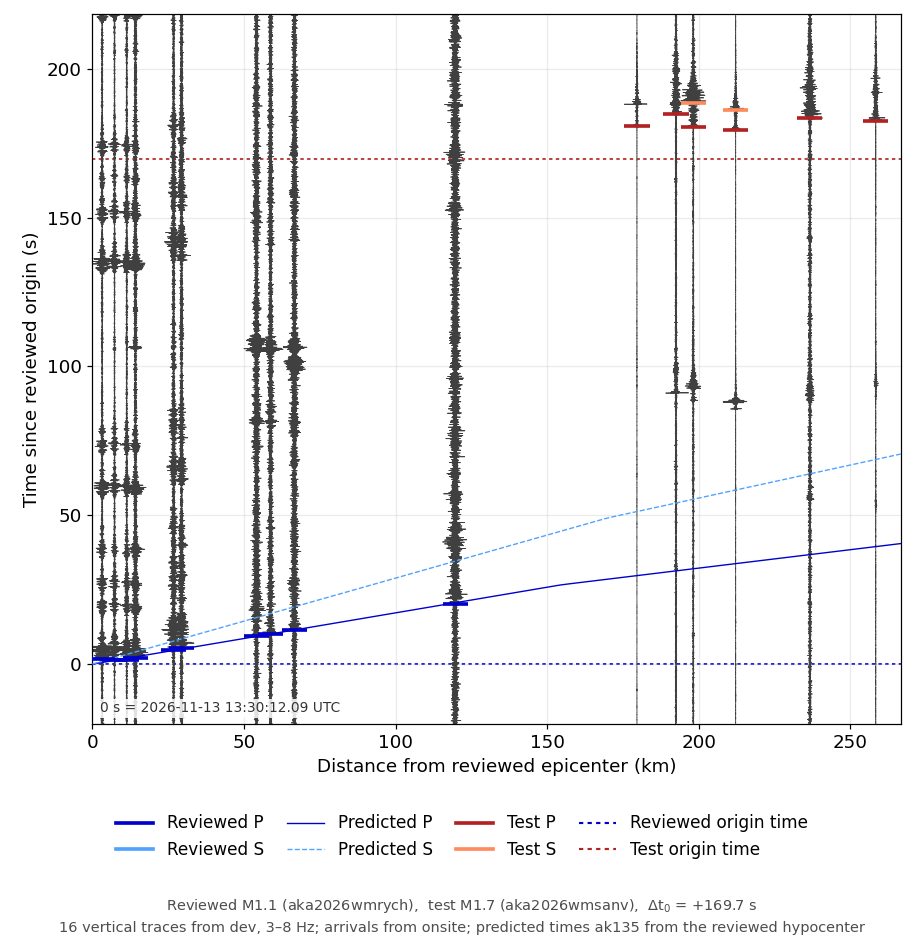 Time since reviewed origin (s)
200
150
100
50
0
0 s = 2026-11-13 13:30:12.09 UTC
0 50 100 150 200 250
Distance from reviewed epicenter (km)
Reviewed P Predicted P Test P Reviewed origin time
Reviewed S Predicted S Test S Test origin time
Reviewed M1.1 (aka2026wmrych), test M1.7 (aka2026wmsanv), Δt₀ = +169.7 s
16 vertical traces from dev, 3–8 Hz; arrivals from onsite; predicted times ak135 from the reviewed hypocenter